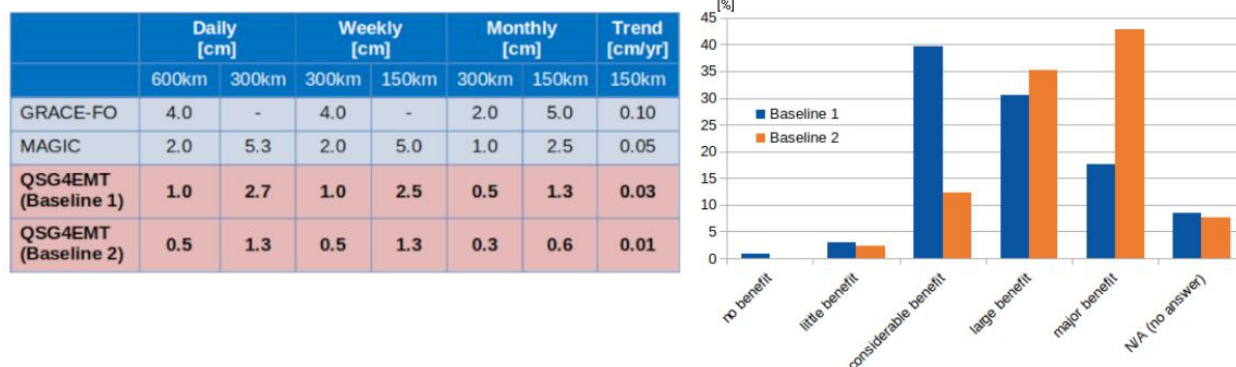 Daily [cm] Weekly [cm] Monthly [cm] Trend [cm/yr]
600km 300km 300km 150km 300km 150km 150km
GRACE-FO 4.0 - 4.0 - 2.0 5.0 0.10
MAGIC 2.0 5.3 2.0 5.0 1.0 2.5 0.05
QSG4EMT (Baseline 1) 1.0 2.7 1.0 2.5 0.5 1.3 0.03
QSG4EMT (Baseline 2) 0.5 1.3 0.5 1.3 0.3 0.6 0.01
[%]
45
40
35
30
25
20
15
10
5
0
Baseline 1
Baseline 2
no benefit
little benefit
considerable benefit
large benefit
major benefit
N/A (no answer)